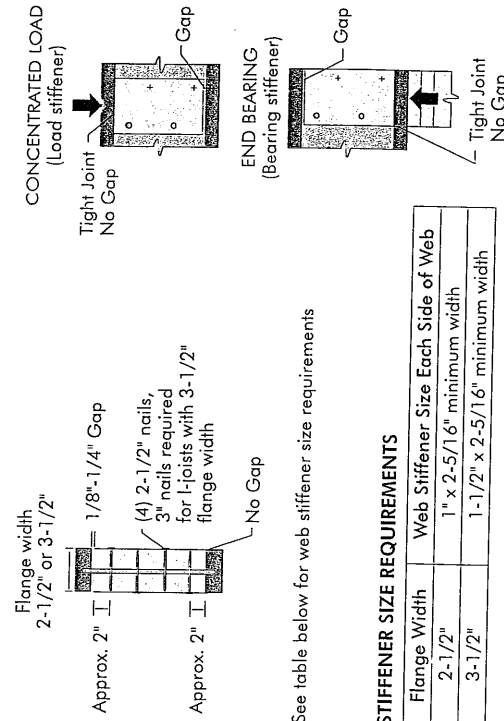 Flange width
2-1/2" or 3-1/2"
1/8"-1/4" Gap
Approx. 2"
(4) 2-1/2" nails,
3" nails required
for I-joists with 3-1/2"
flange width
Approx. 2"
No Gap
CONCENTRATED LOAD
(Load stiffener)
Tight Joint
No Gap
Gap
END BEARING
(Bearing stiffener)
Gap
Tight Joint
No Gap
See table below for web stiffener size requirements
STIFFENER SIZE REQUIREMENTS
Flange Width
Web Stiffener Size Each Side of Web
2-1/2"
1" x 2-5/16" minimum width
3-1/2"
1-1/2" x 2-5/16" minimum width